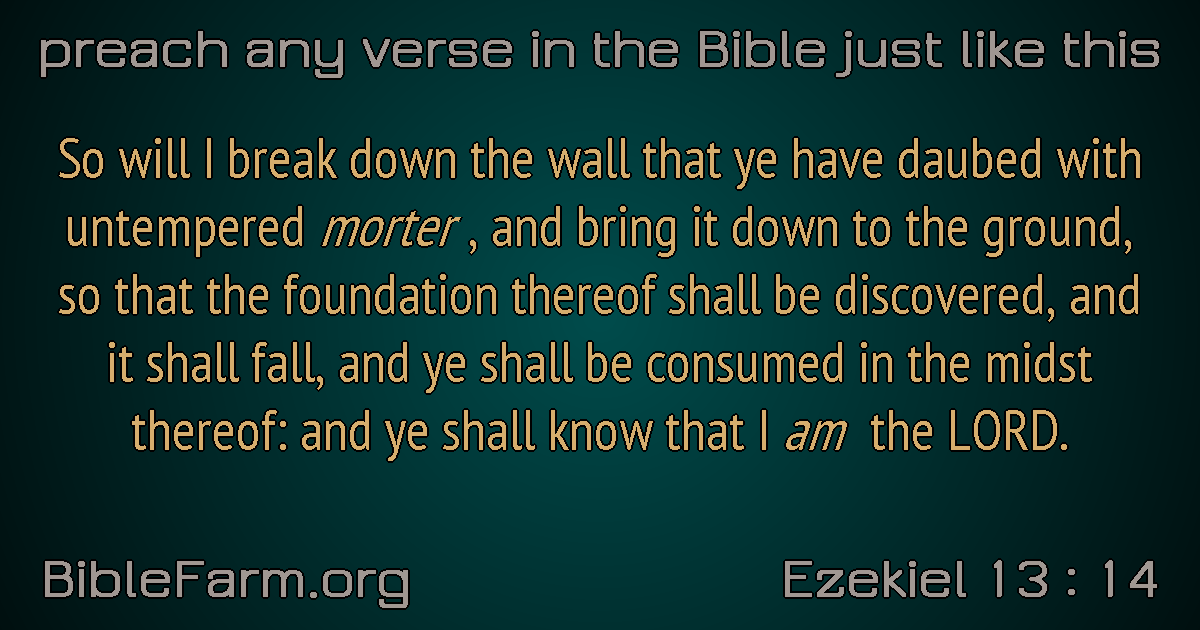 preach any verse in the Bible just like this
So will I break down the wall that ye have daubed with
untempered morter , and bring it down to the ground,
so that the foundation thereof shall be discovered, and
it shall fall, and ye shall be consumed in the midst
thereof: and ye shall know that I am the LORD.
BibleFarm.org
Ezekiel 13 : 14